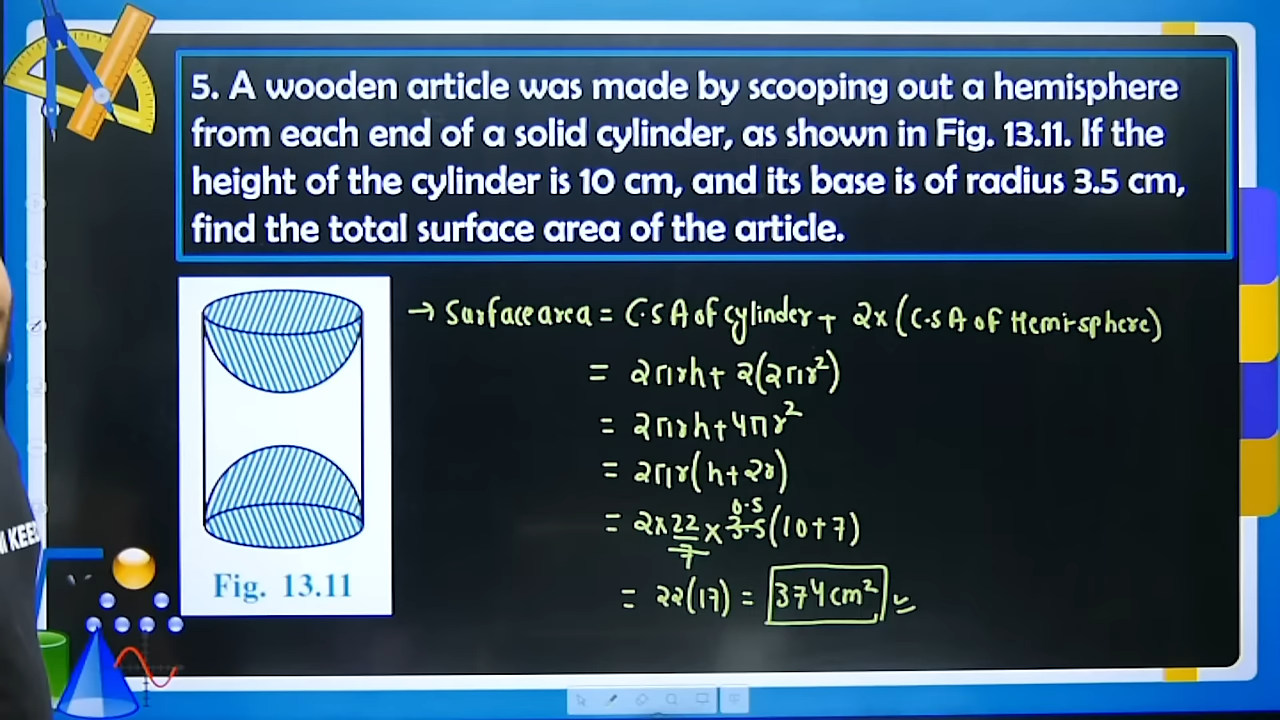 5. A wooden article was made by scooping out a hemisphere
from each end of a solid cylinder, as shown in Fig. 13.11. If the
height of the cylinder is 10 cm, and its base is of radius 3.5 cm,
find the total surface area of the article.
→ Surface area = C.S A of cylinder + 2x (C.S A of Hemi-sphere)
= 2πrh + 2(2πr²)
= 2πrh + 4πr²
= 2πr(h+2r)
= 2 x 22/7 x 3.5 (10+7)
0.5
= 22(17) = 374 cm²
Fig. 13.11